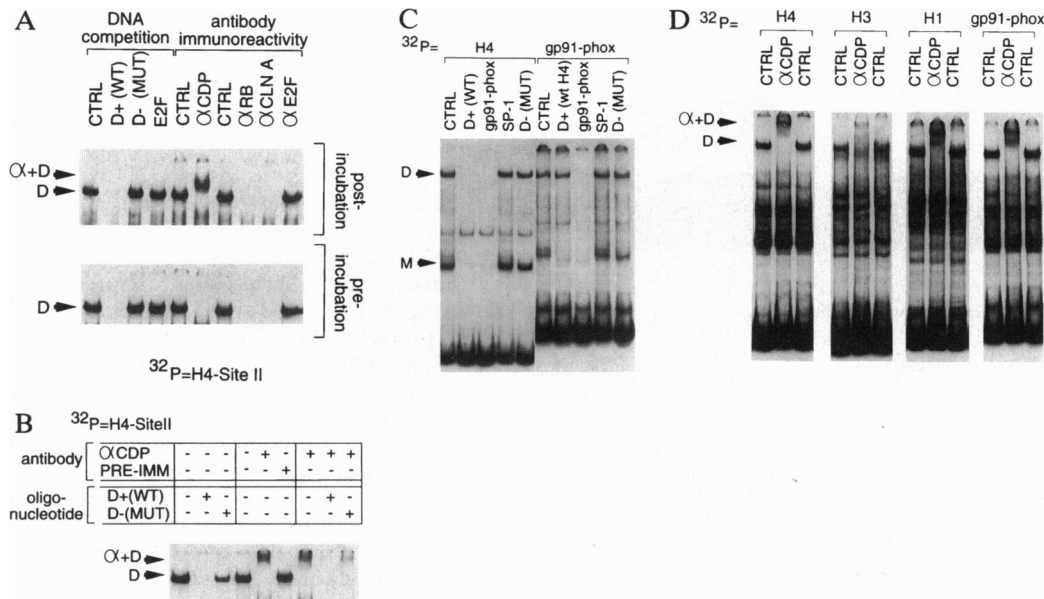 A
DNA competition
antibody immunoreactivity
CTRL
D+ (WT)
D- (MUT)
E2F
CTRL
αCDP
CTRL
αRB
αCLN A
αE2F
α+D
D
post-incubation
D
pre-incubation
32P=H4-Site II
B
32P=H4-SiteII
antibody
αCDP - - - - + - + + +
PRE-IMM - - - - - + - - -
oligo-nucleotide
D+(WT) - + - - - - - + -
D-(MUT) - - + - - - - - +
α+D
D
C
32P= H4 gp91-phox
CTRL
D+ (WT)
gp91-phox
SP-1
D- (MUT)
CTRL
D+ (wt H4)
gp91-phox
SP-1
D- (MUT)
D
M
D
32P= H4 H3 H1 gp91-phox
CTRL
αCDP
CTRL
CTRL
αCDP
CTRL
CTRL
αCDP
CTRL
CTRL
αCDP
CTRL
α+D
D